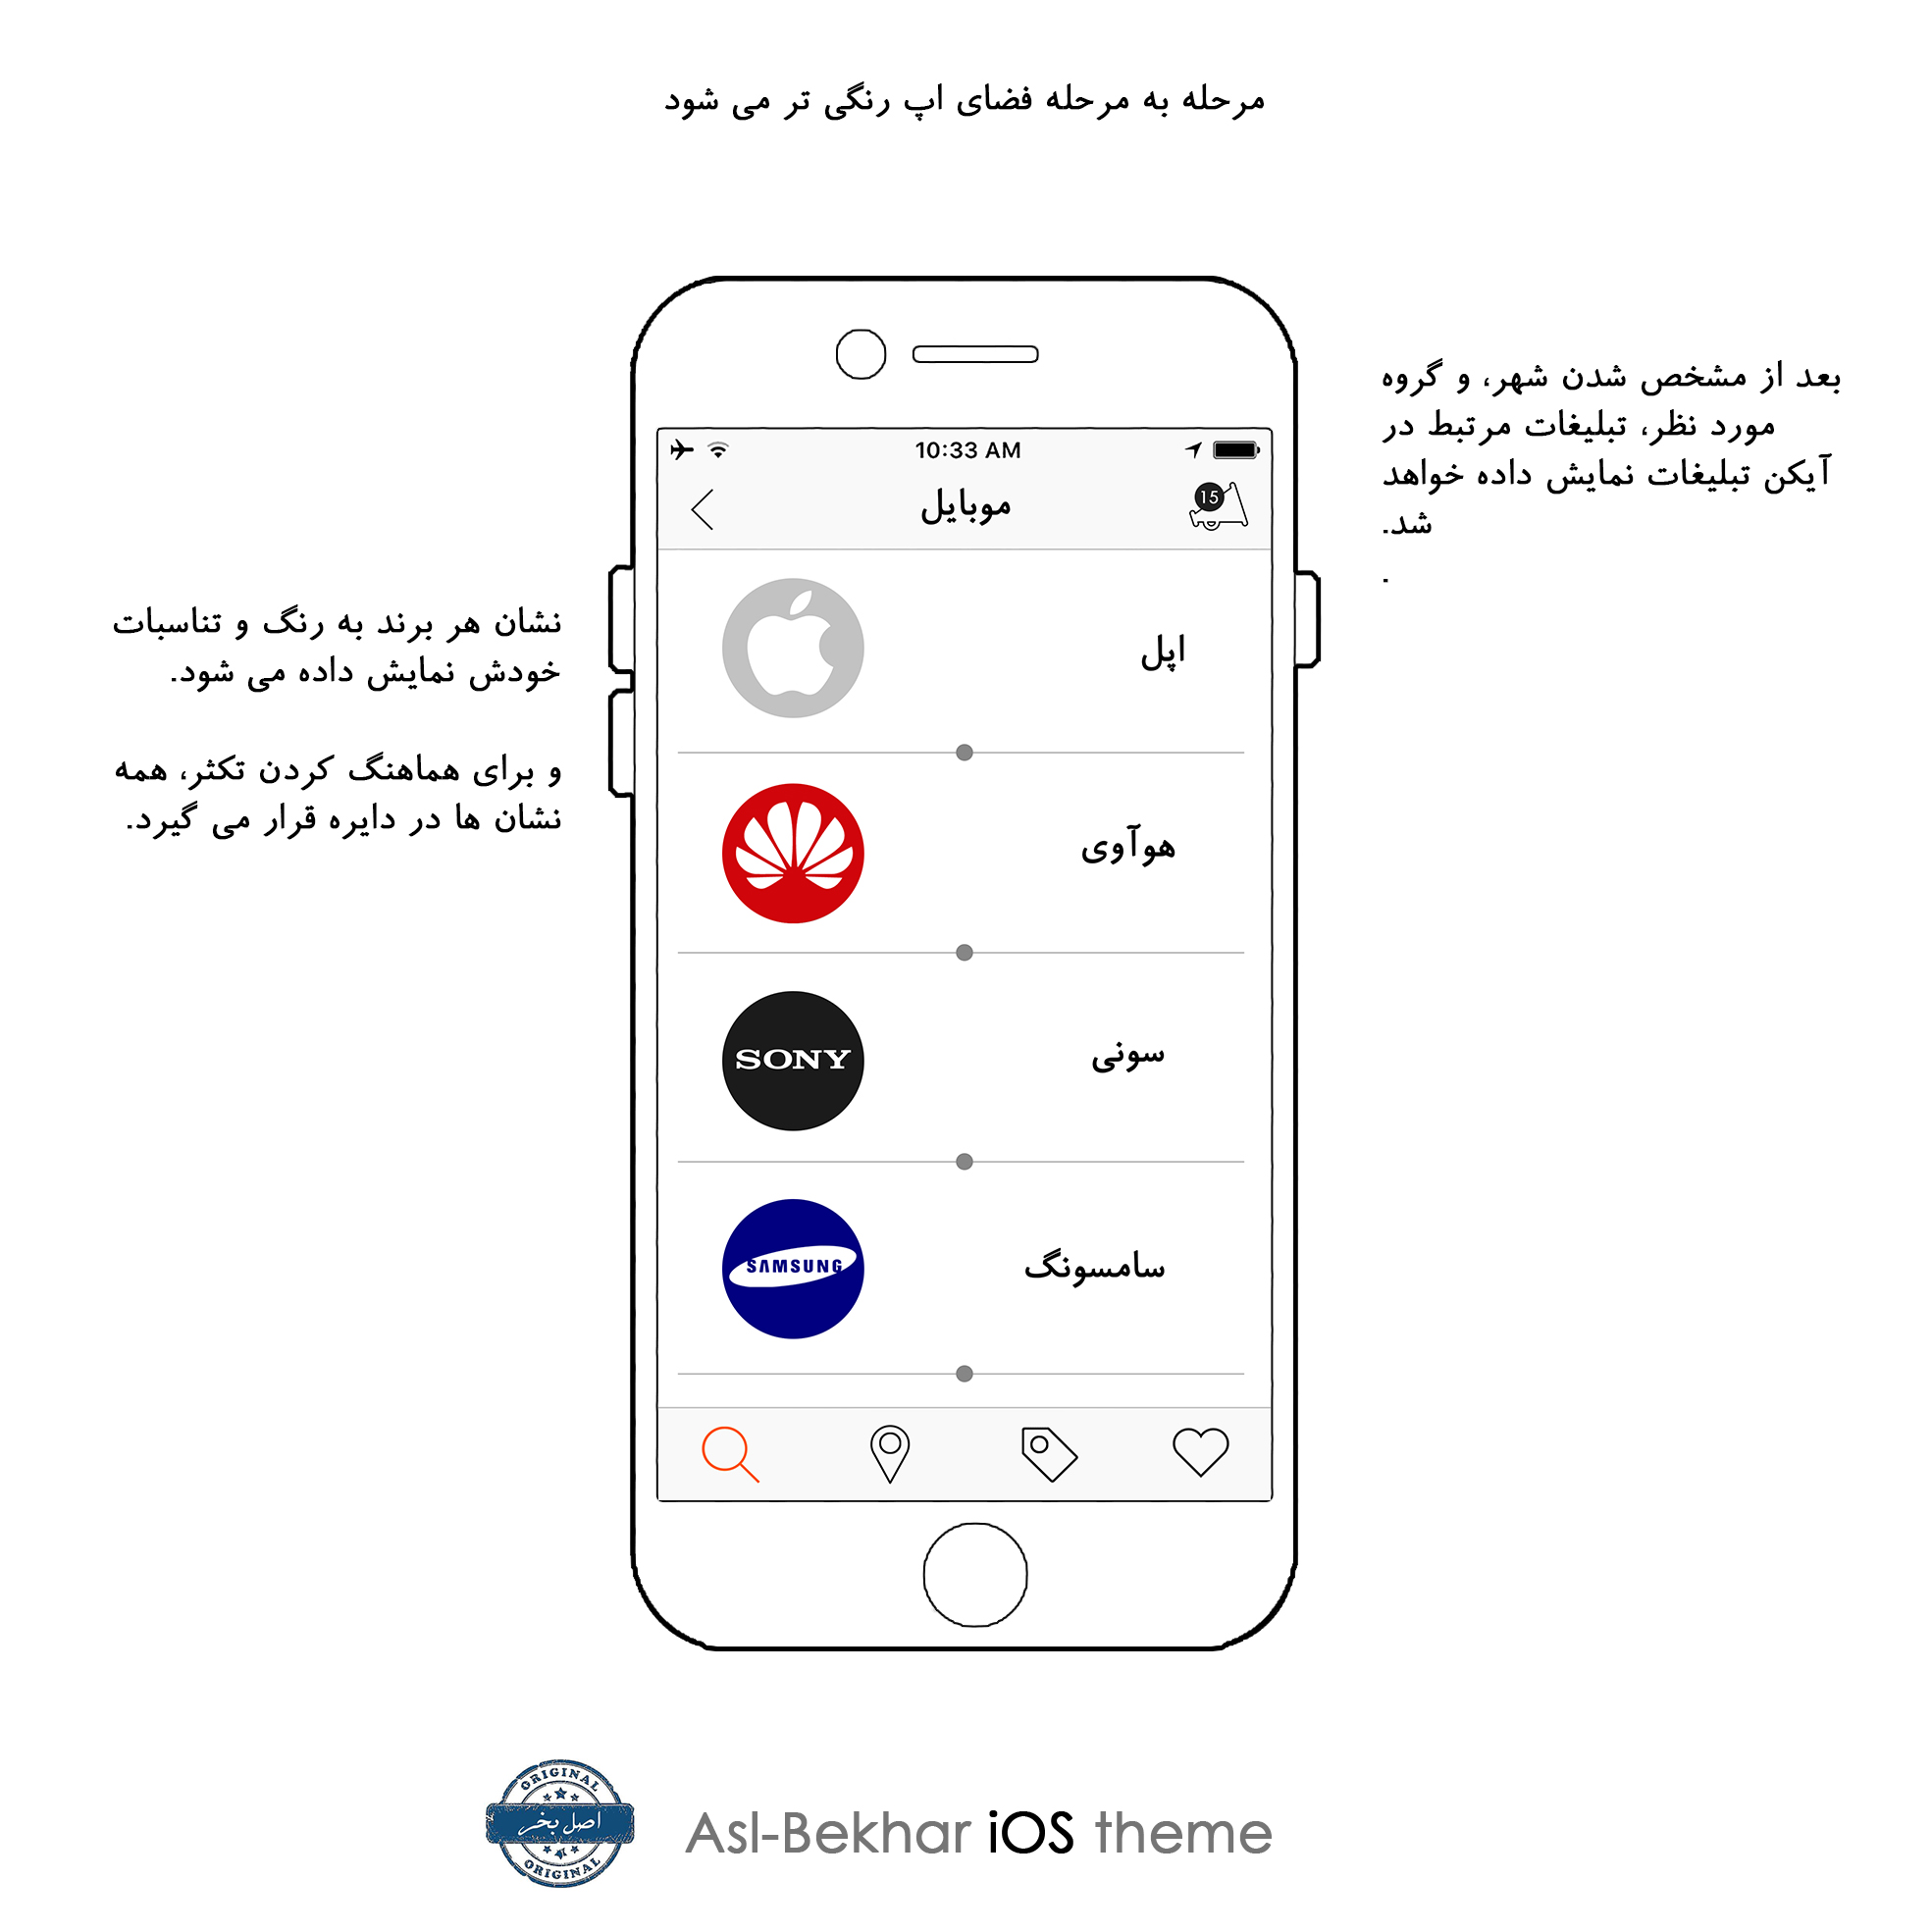 مرحله به مرحله فضای اپ رنگی تر می شود
بعد از مشخص شدن شهر، و گروه
مورد نظر، تبلیغات مرتبط در
آیکن تبلیغات نمایش داده خواهد
شد.
.
نشان هر برند به رنگ و تناسبات
خودش نمایش داده می شود.
و برای هماهنگ کردن تکثر، همه
نشان ها در دایره قرار می گیرد.
10:33 AM
موبایل
15
اپل
هوآوی
SONY
سونی
SAMSUNG
سامسونگ
ORIGINAL
اصل بخر
ORIGINAL
Asl-Bekhar iOS theme